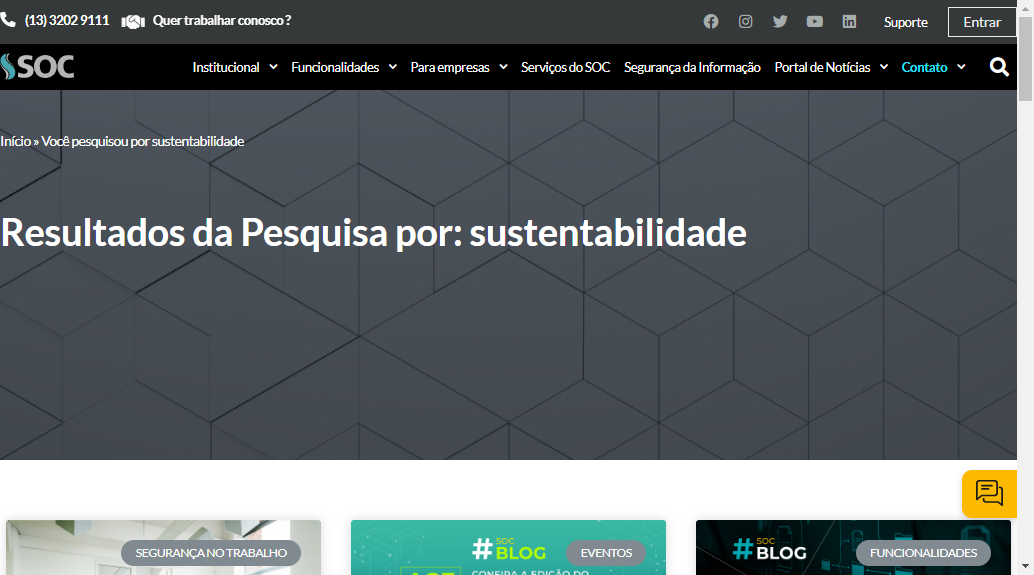 (13) 3202 9111 Quer trabalhar conosco ? Suporte Entrar
SOC Institucional Funcionalidades Para empresas Serviços do SOC Segurança da Informação Portal de Notícias Contato
Início » Você pesquisou por sustentabilidade
Resultados da Pesquisa por: sustentabilidade
SEGURANÇA NO TRABALHO
#SOC BLOG
EVENTOS
CONFIRA A EDIÇÃO DO
#SOC BLOG
FUNCIONALIDADES